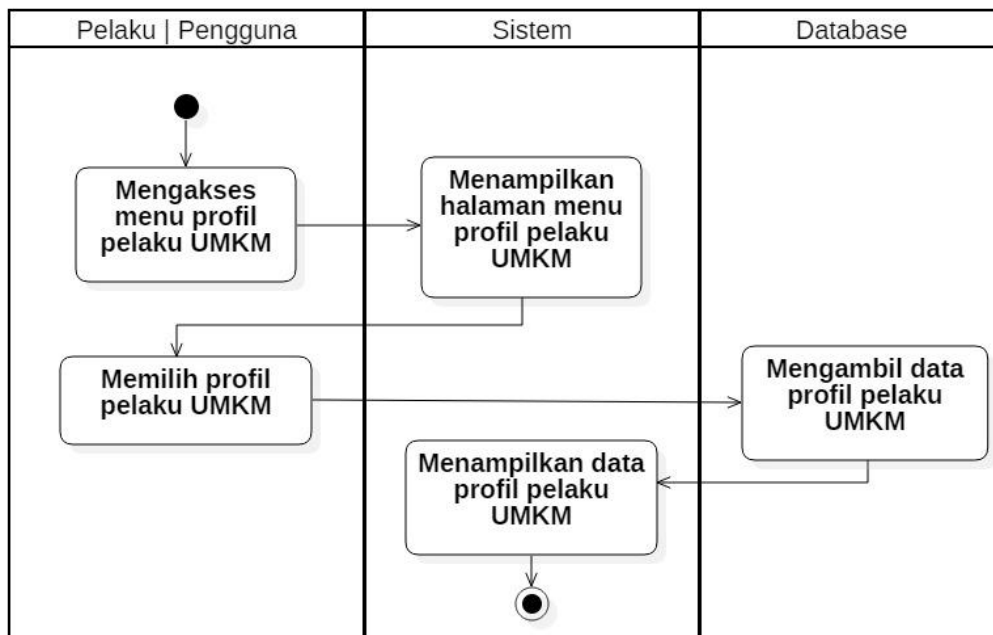 Pelaku | Pengguna
Sistem
Database
Mengakses
menu profil
pelaku UMKM
Menampilkan
halaman menu
profil pelaku
UMKM
Memilih profil
pelaku UMKM
Mengambil data
profil pelaku
UMKM
Menampilkan data
profil pelaku
UMKM